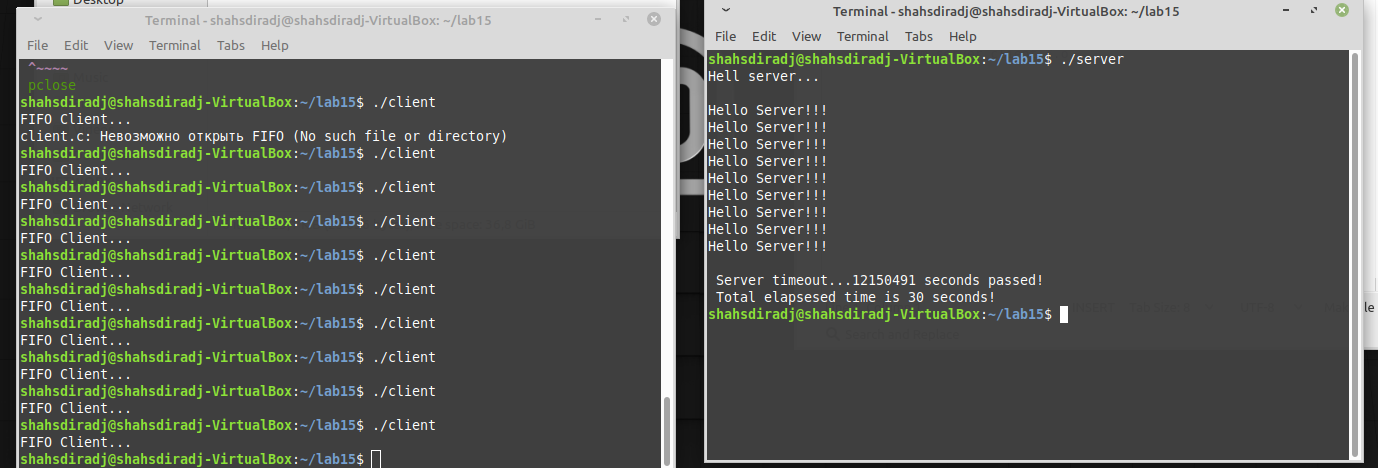 Desktop
Terminal - shahsdiradj@shahsdiradj-VirtualBox: ~/lab15
File Edit View Terminal Tabs Help
^~~~~
pclose
shahsdiradj@shahsdiradj-VirtualBox:~/lab15$ ./client
FIFO Client...
client.c: Невозможно открыть FIFO (No such file or directory)
shahsdiradj@shahsdiradj-VirtualBox:~/lab15$ ./client
FIFO Client...
shahsdiradj@shahsdiradj-VirtualBox:~/lab15$ ./client
FIFO Client...
shahsdiradj@shahsdiradj-VirtualBox:~/lab15$ ./client
FIFO Client...
shahsdiradj@shahsdiradj-VirtualBox:~/lab15$ ./client
FIFO Client...
shahsdiradj@shahsdiradj-VirtualBox:~/lab15$ ./client
FIFO Client...
shahsdiradj@shahsdiradj-VirtualBox:~/lab15$ ./client
FIFO Client...
shahsdiradj@shahsdiradj-VirtualBox:~/lab15$ ./client
FIFO Client...
shahsdiradj@shahsdiradj-VirtualBox:~/lab15$ ./client
FIFO Client...
shahsdiradj@shahsdiradj-VirtualBox:~/lab15$ ./client
FIFO Client...
shahsdiradj@shahsdiradj-VirtualBox:~/lab15$
Terminal - shahsdiradj@shahsdiradj-VirtualBox: ~/lab15
File Edit View Terminal Tabs Help
shahsdiradj@shahsdiradj-VirtualBox:~/lab15$ ./server
Hell server...
Hello Server!!!
Hello Server!!!
Hello Server!!!
Hello Server!!!
Hello Server!!!
Hello Server!!!
Hello Server!!!
Hello Server!!!
Hello Server!!!
Server timeout...12150491 seconds passed!
Total elapsesed time is 30 seconds!
shahsdiradj@shahsdiradj-VirtualBox:~/lab15$